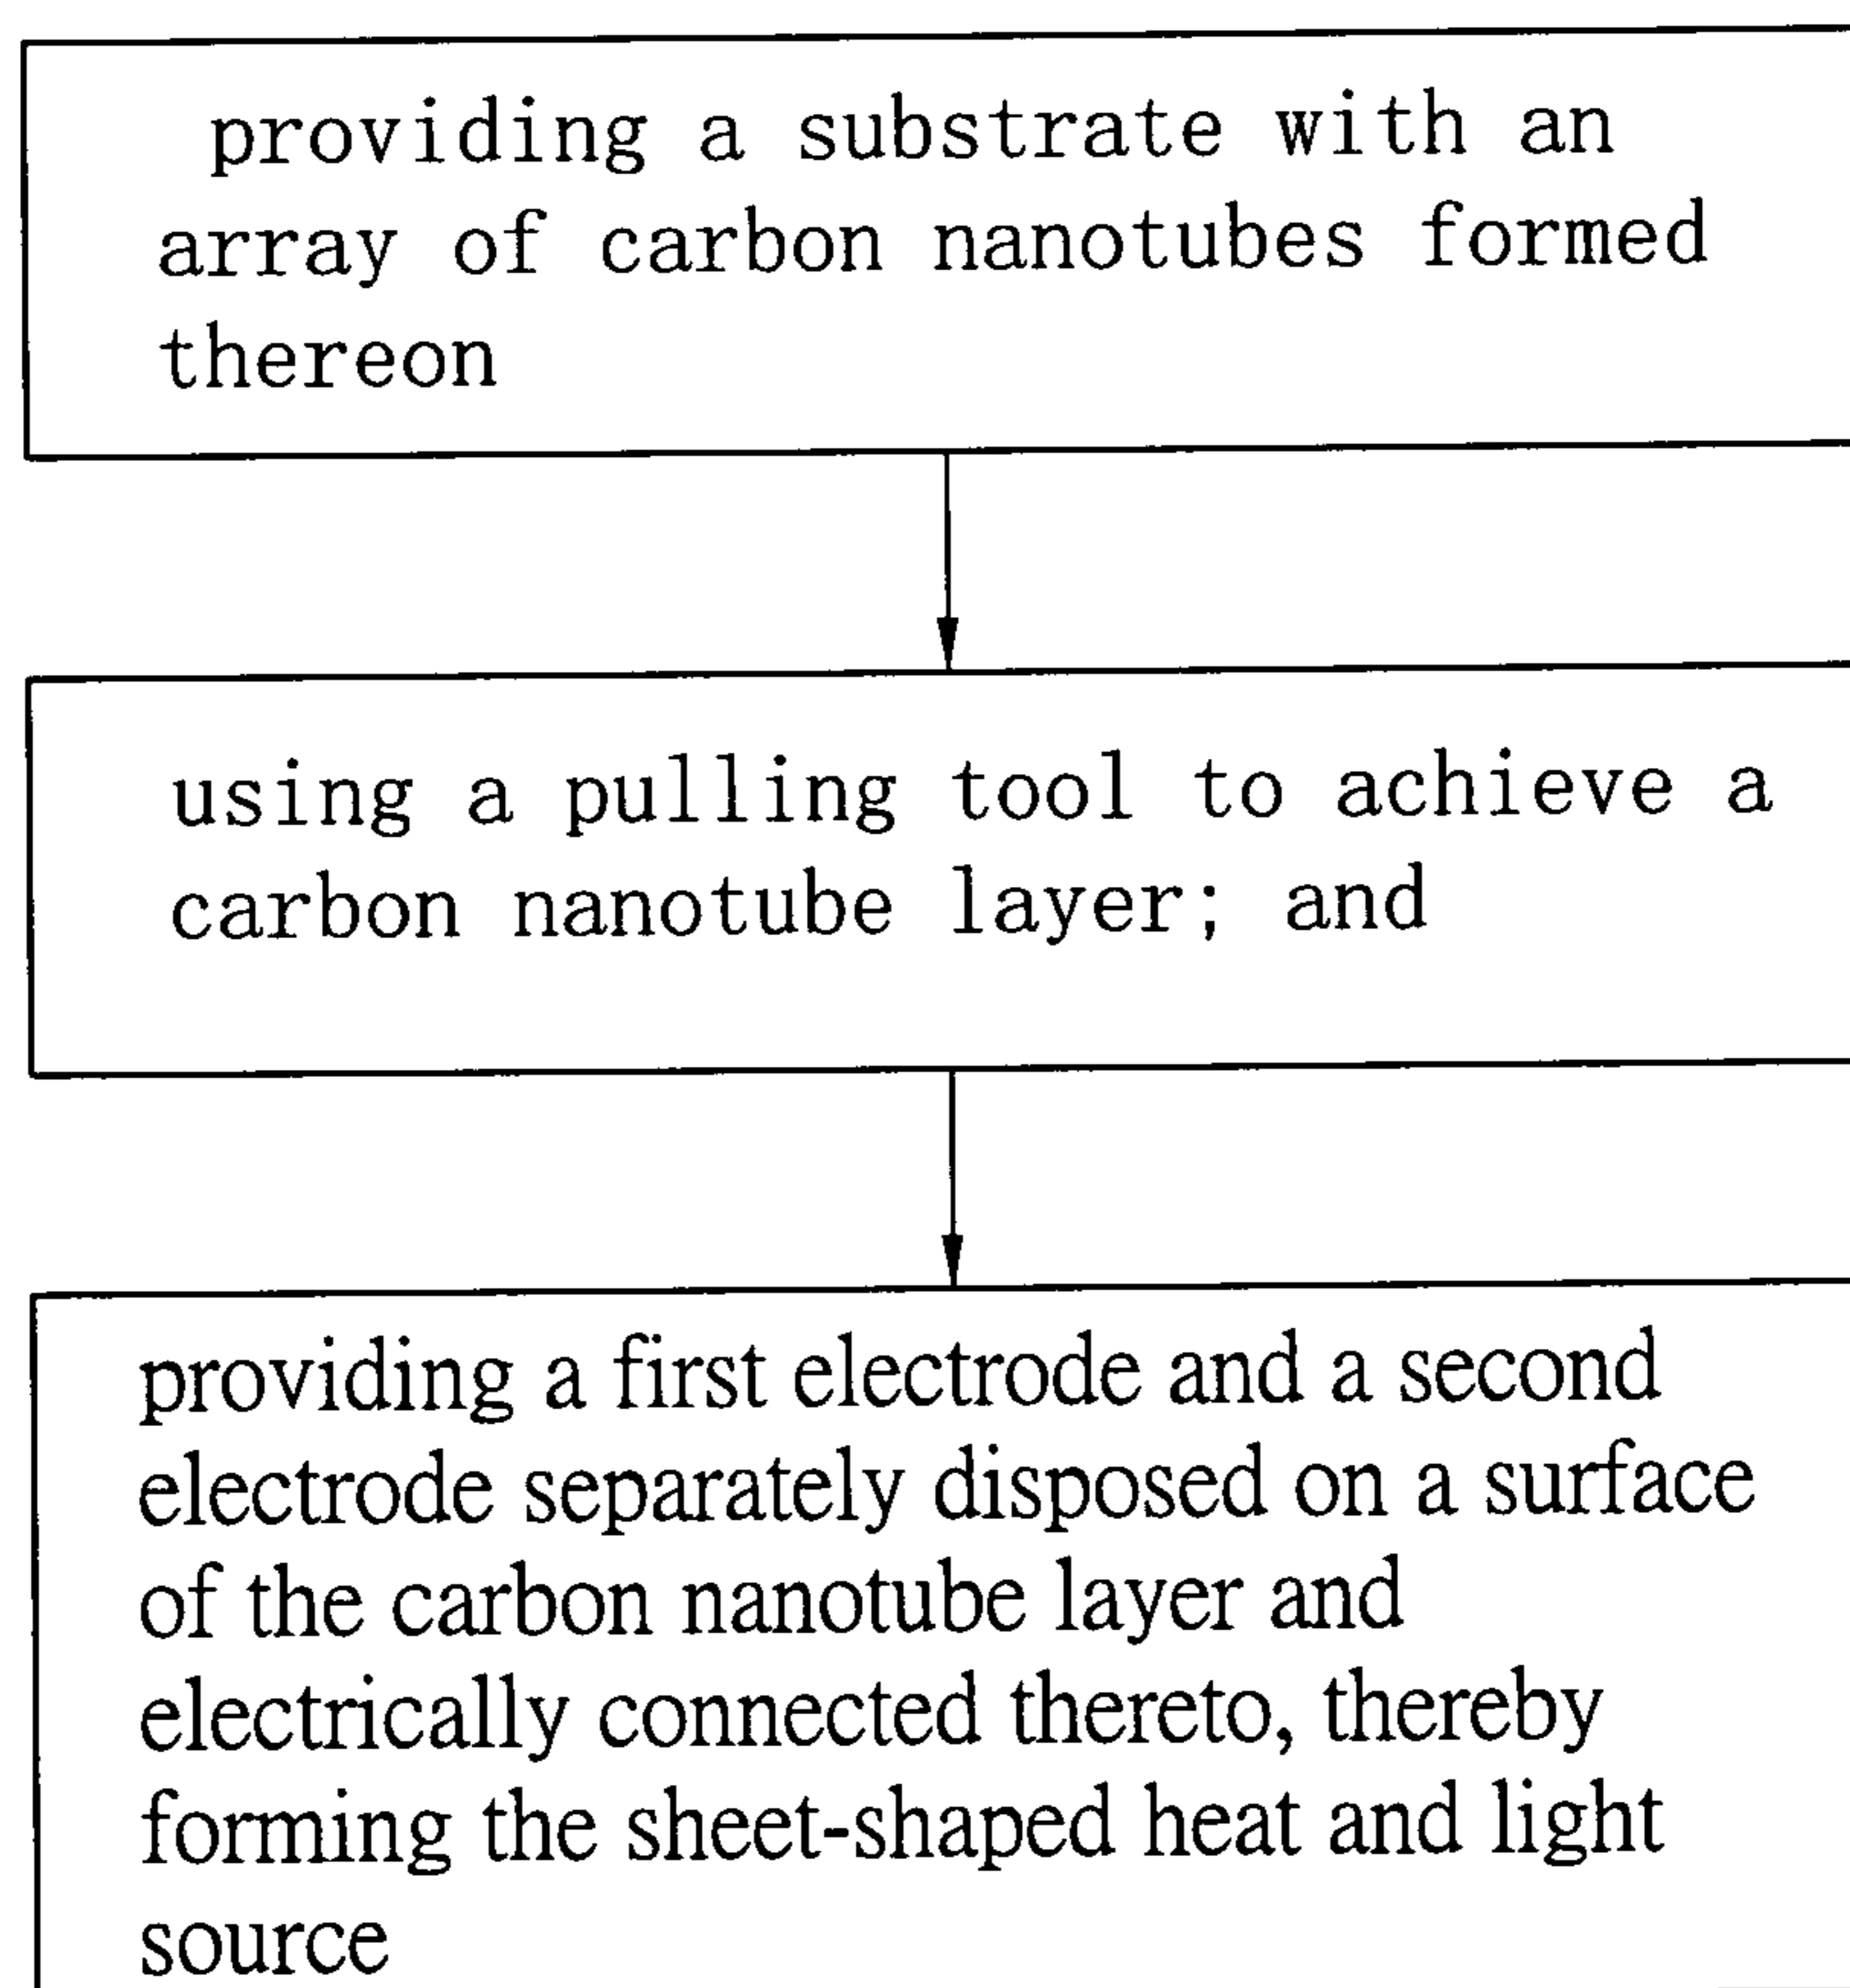 providing a substrate with an
array of carbon nanotubes formed
thereon
using a pulling tool to achieve a
carbon nanotube layer; and
providing a first electrode and a second
electrode separately disposed on a surface
of the carbon nanotube layer and
electrically connected thereto, thereby
forming the sheet-shaped heat and light
source